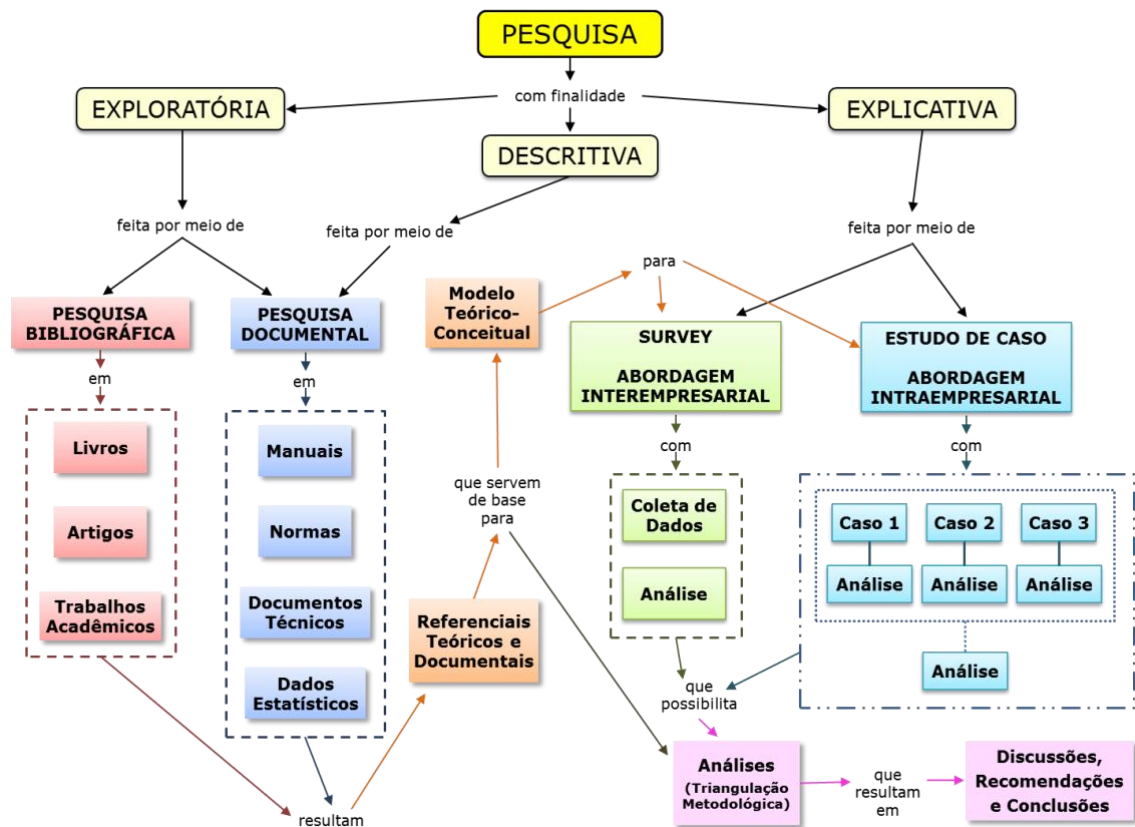 PESQUISA
com finalidade
EXPLORATÓRIA
DESCRITIVA
EXPLICATIVA
feita por meio de
feita por meio de
feita por meio de
para
PESQUISA
BIBLIOGRÁFICA
PESQUISA
DOCUMENTAL
Modelo
Teórico-
Conceitual
SURVEY
ABORDAGEM
INTEREMPRESARIAL
ESTUDO DE CASO
ABORDAGEM
INTRAEMPRESARIAL
em
em
com
com
Livros
Artigos
Trabalhos
Acadêmicos
Manuais
Normas
Documentos
Técnicos
Dados
Estatísticos
que servem
de base
para
Referenciais
Teóricos e
Documentais
Coleta de
Dados
Análise
Caso 1
Caso 2
Caso 3
Análise
Análise
Análise
Análise
que
possibilita
resultam
Análises
(Triangulação
Metodológica)
que
resultam
em
Discussões,
Recomendações
e Conclusões